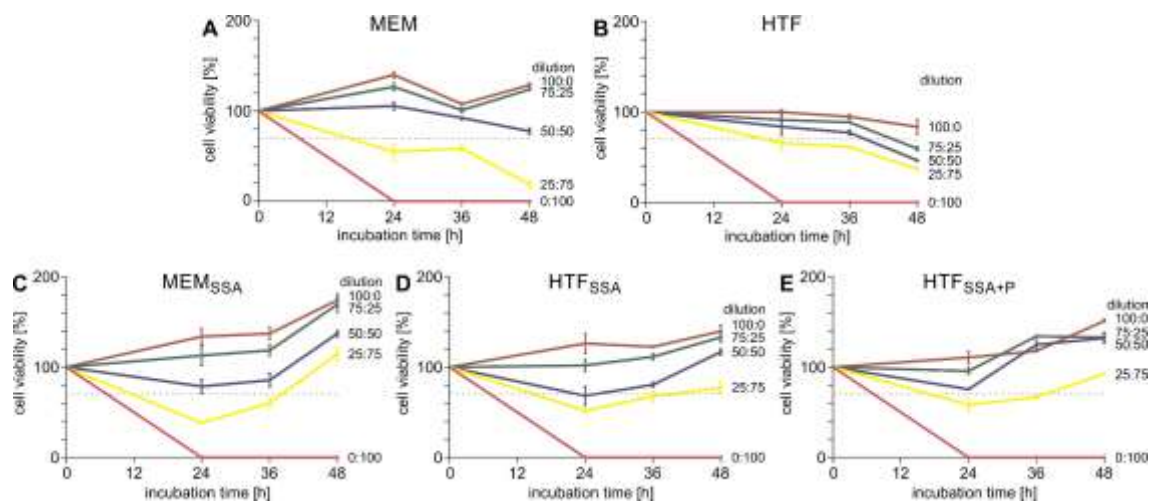 A MEM
200
100
0
cell viability [%]
dilution
100:0
75:25
50:50
25:75
0:100
0 12 24 36 48
incubation time [h]
B HTF
200
100
0
cell viability [%]
dilution
100:0
75:25
50:50
25:75
0:100
0 12 24 36 48
incubation time [h]
C MEMSSA
200
100
0
cell viability [%]
dilution
100:0
75:25
50:50
25:75
0:100
0 12 24 36 48
incubation time [h]
D HTFSSA
200
100
0
cell viability [%]
dilution
100:0
75:25
50:50
25:75
0:100
0 12 24 36 48
incubation time [h]
E HTFSSA+P
200
100
0
cell viability [%]
dilution
100:0
75:25
50:50
25:75
0:100
0 12 24 36 48
incubation time [h]